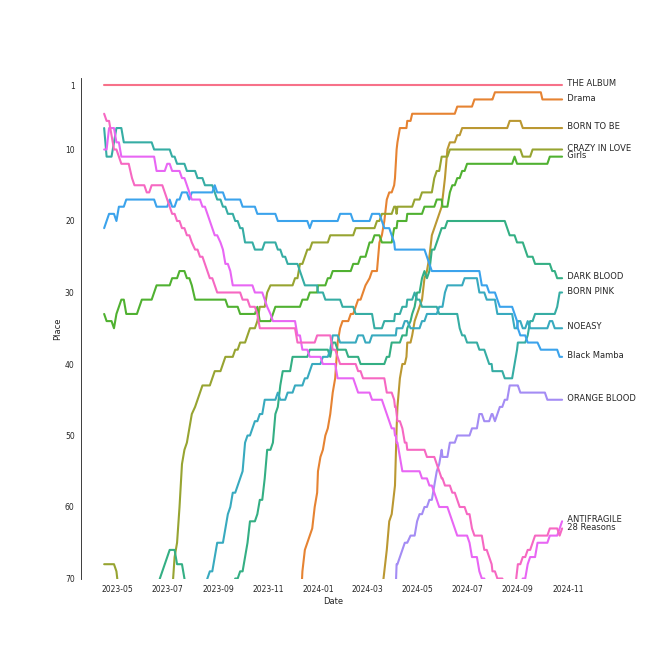 1
10
20
30
40
50
60
70
Place
2023-05 2023-07 2023-09 2023-11 2024-01 2024-03 2024-05 2024-07 2024-09 2024-11
Date
THE ALBUM
Drama
BORN TO BE
CRAZY IN LOVE
Girls
DARK BLOOD
BORN PINK
NOEASY
Black Mamba
ORANGE BLOOD
ANTIFRAGILE
28 Reasons